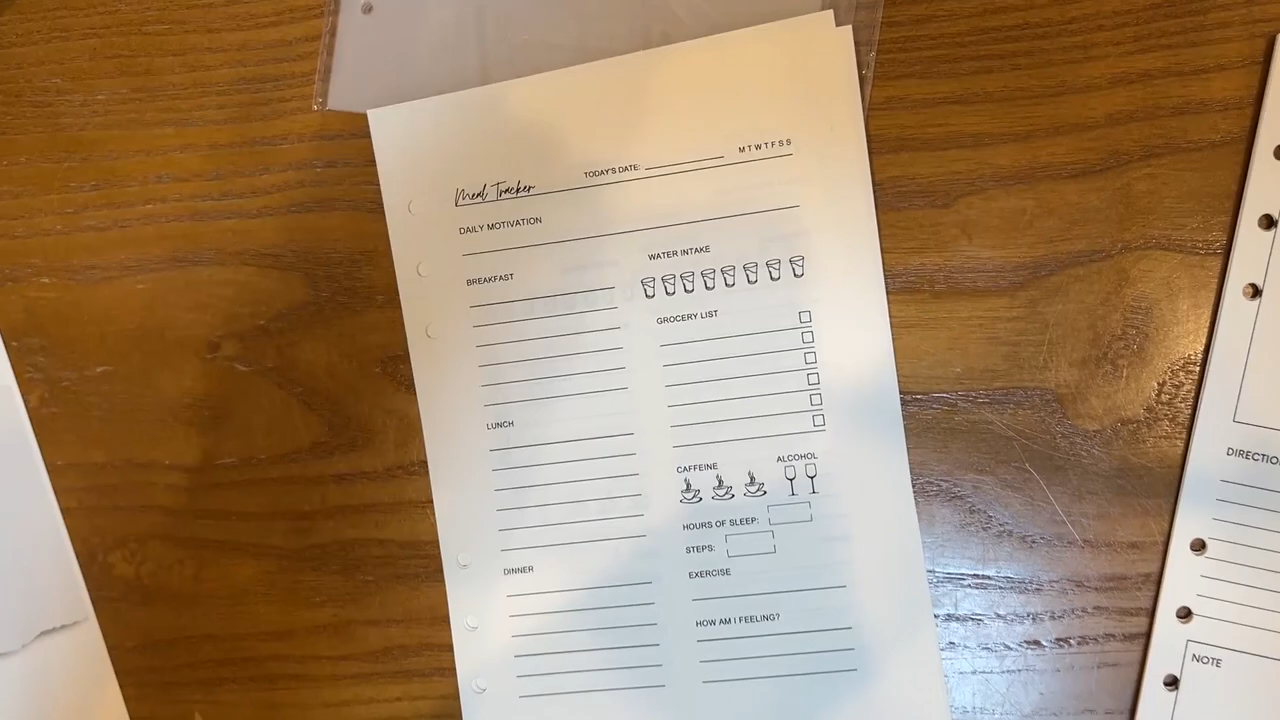 Meal Tracker
TODAY'S DATE:
M T W T F S S
DAILY MOTIVATION
BREAKFAST
LUNCH
DINNER
WATER INTAKE
GROCERY LIST
CAFFEINE
ALCOHOL
HOURS OF SLEEP:
STEPS:
EXERCISE
HOW AM I FEELING?
NOTE